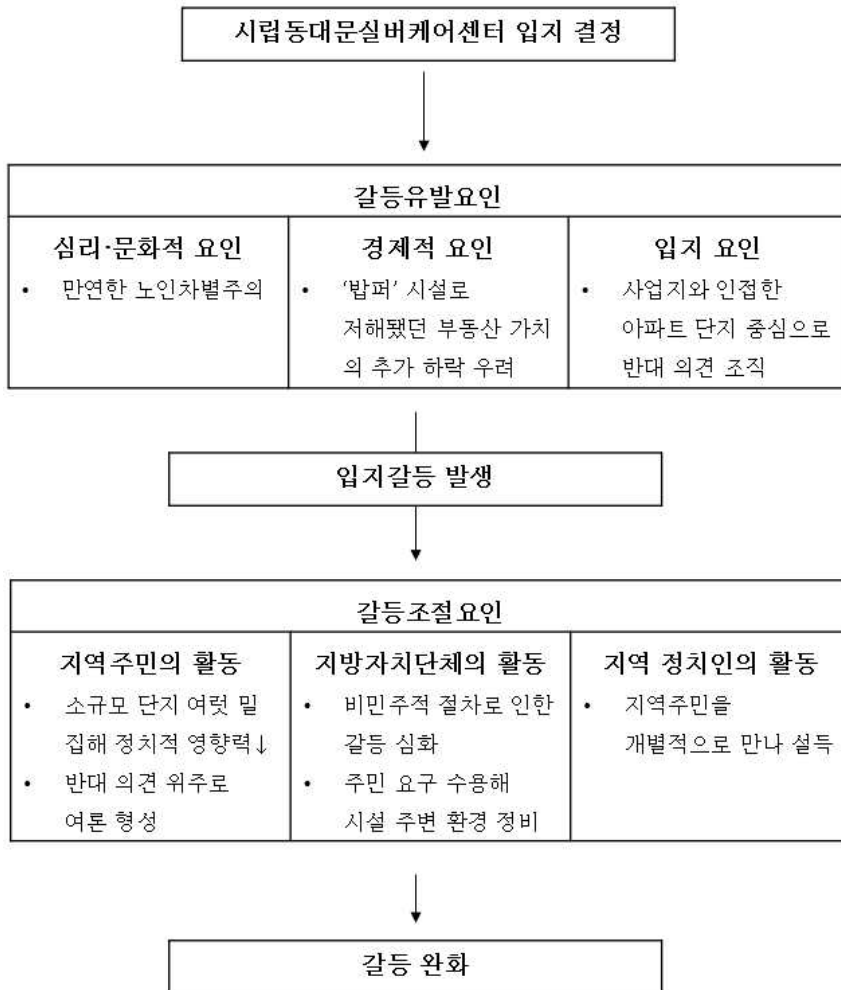 시립동대문실버케어센터 입지 결정
갈등유발요인
심리·문화적 요인
• 만연한 노인차별주의
경제적 요인
• ‘밥퍼’ 시설로
저해됐던 부동산 가치
의 추가 하락 우려
입지 요인
• 사업지와 인접한
아파트 단지 중심으로
반대 의견 조직
입지갈등 발생
갈등조절요인
지역주민의 활동
• 소규모 단지 여럿 밀
집해 정치적 영향력↓
• 반대 의견 위주로
여론 형성
지방자치단체의 활동
• 비민주적 절차로 인한
갈등 심화
• 주민 요구 수용해
시설 주변 환경 정비
지역 정치인의 활동
• 지역주민을
개별적으로 만나 설득
갈등 완화